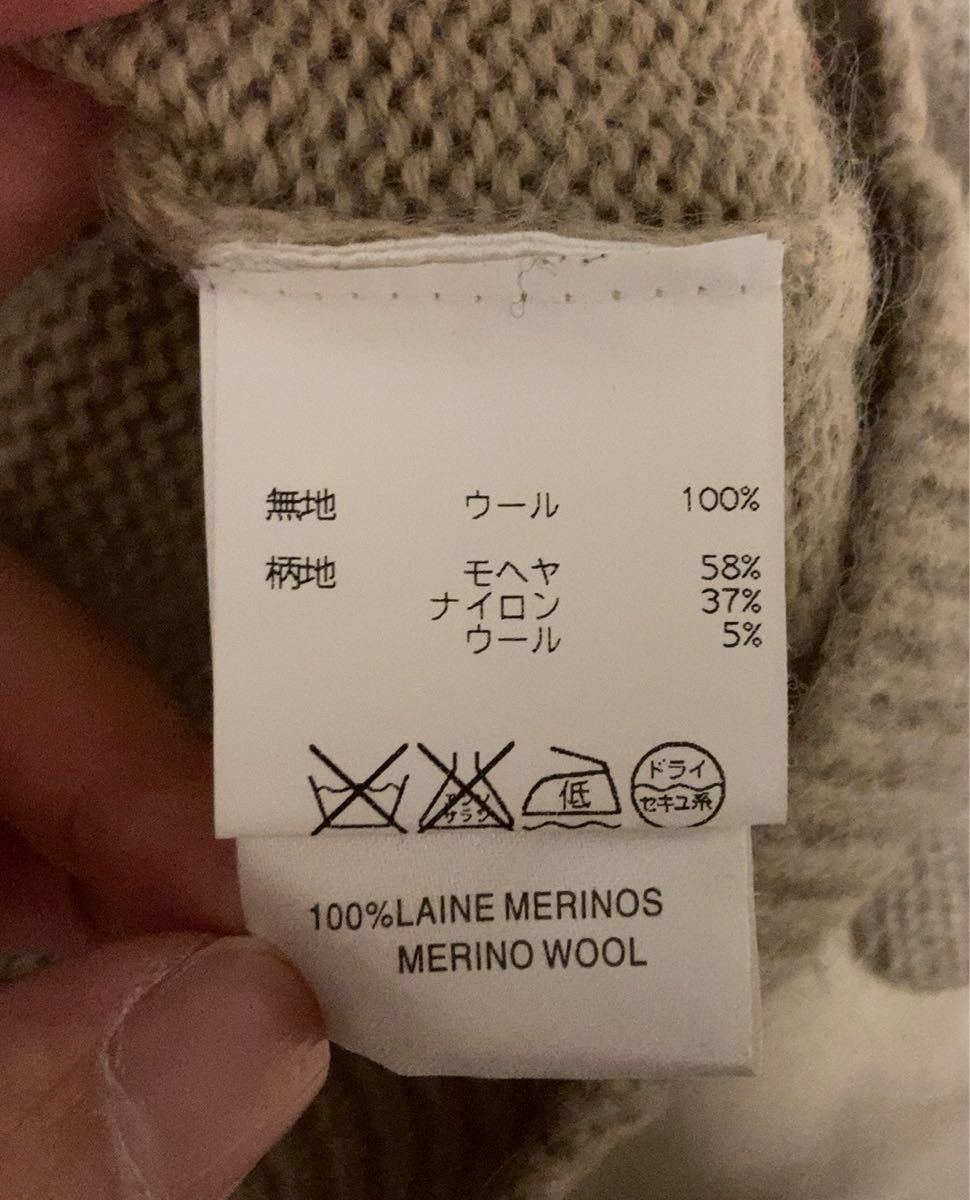 無地 ウール 100%
柄地 モヘヤ 58%
ナイロン 37%
ウール 5%
低
ドライ
セキユ系
100%LAINE MERINOS
MERINO WOOL